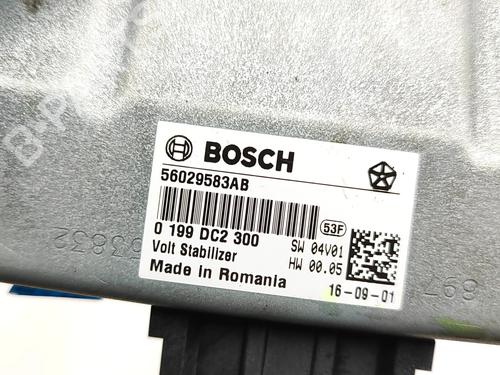 BOSCH
56029583AB
53F
0 199 DC2 300
SW 04V01
Volt Stabilizer
HW 00.05
Made in Romania
16-09-01